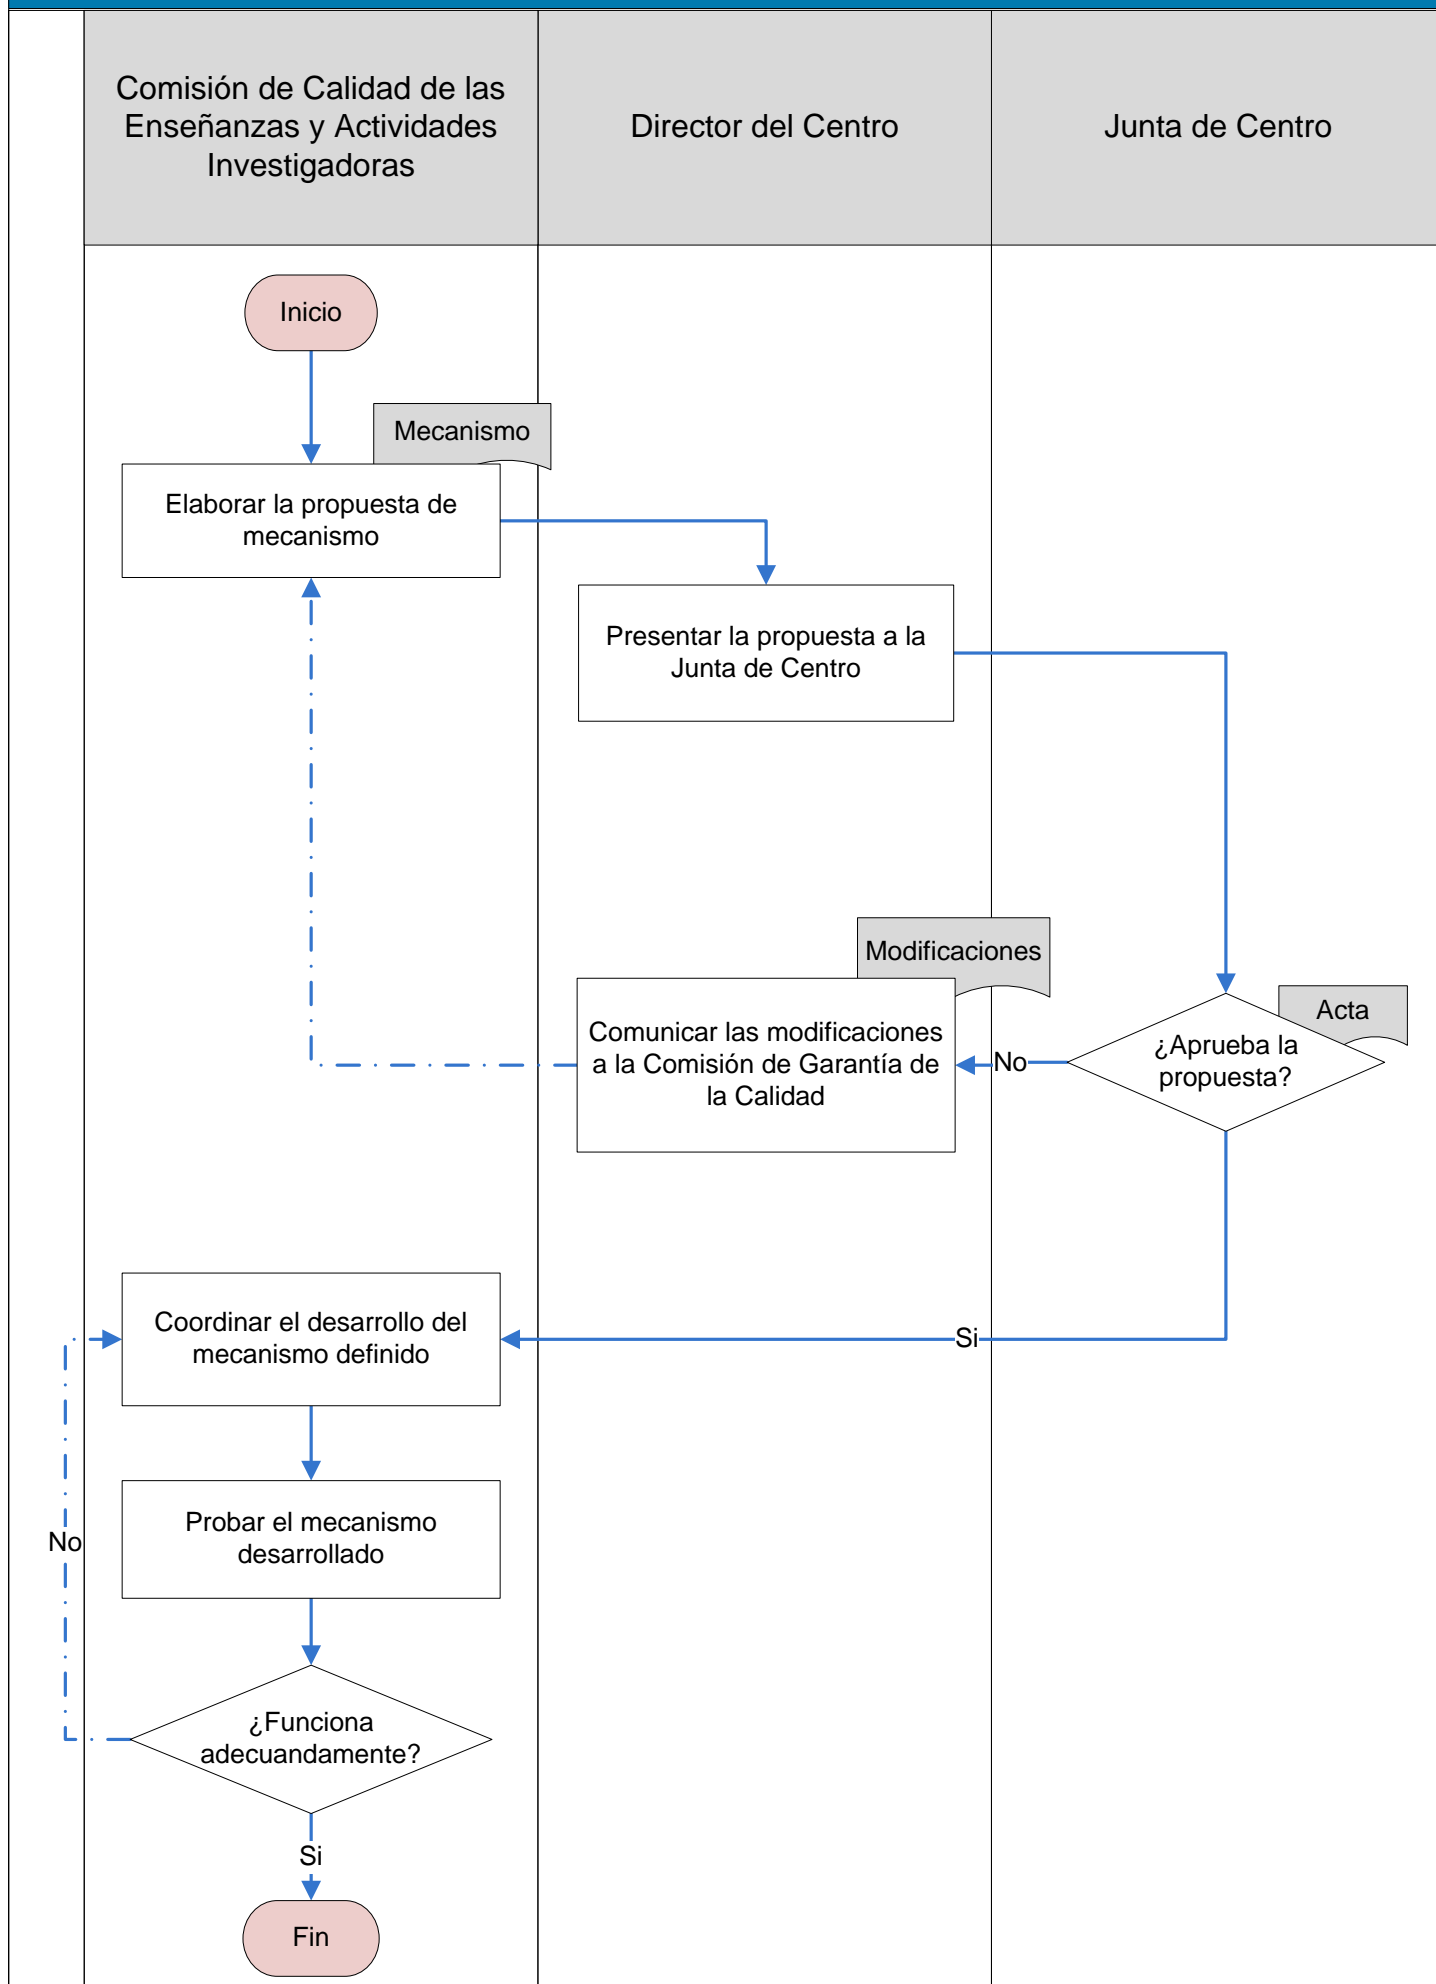 Comisión de Calidad de las
Enseñanzas y Actividades
Investigadoras
Director del Centro
Junta de Centro
Inicio
Mecanismo
Elaborar la propuesta de
mecanismo
Presentar la propuesta a la
Junta de Centro
Modificaciones
Acta
Comunicar las modificaciones
a la Comisión de Garantía de
la Calidad
No
¿Aprueba la
propuesta?
Coordinar el desarrollo del
mecanismo definido
Si
Probar el mecanismo
desarrollado
No
¿Funciona
adecuandamente?
Si
Fin